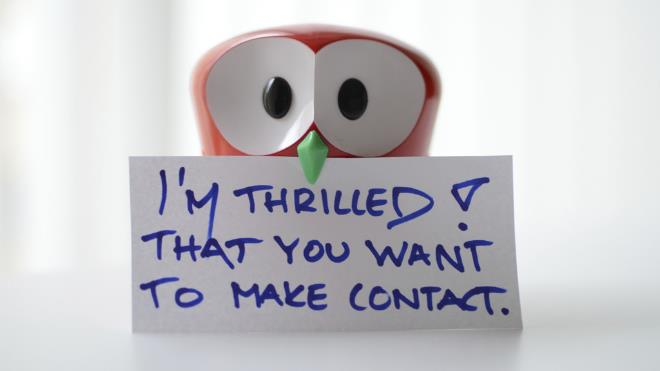 I'M THRILLED!
THAT YOU WANT
TO MAKE CONTACT.